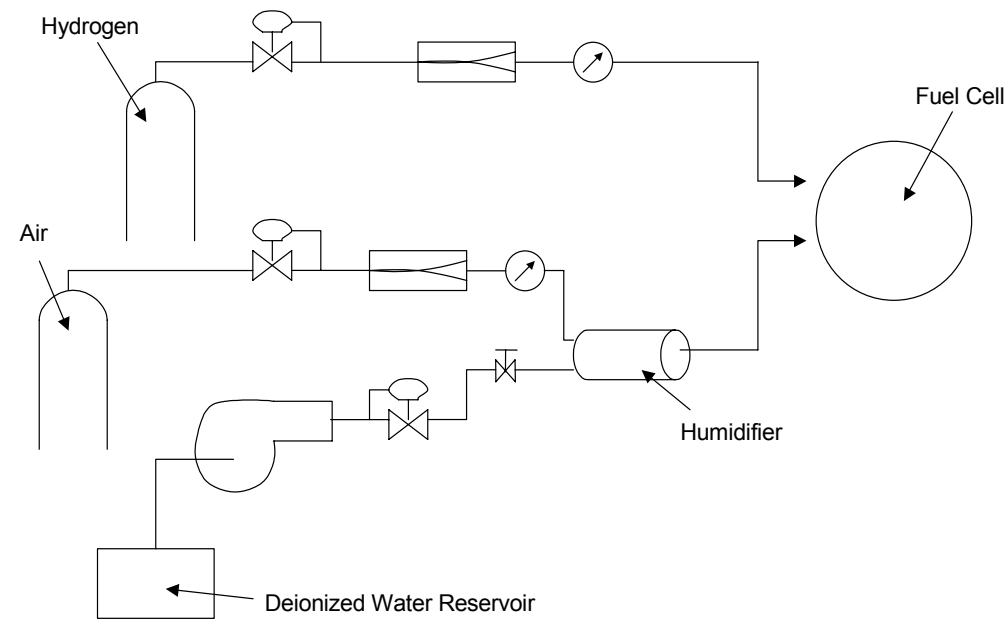 Hydrogen
Fuel Cell
Air
Humidifier
Deionized Water Reservoir